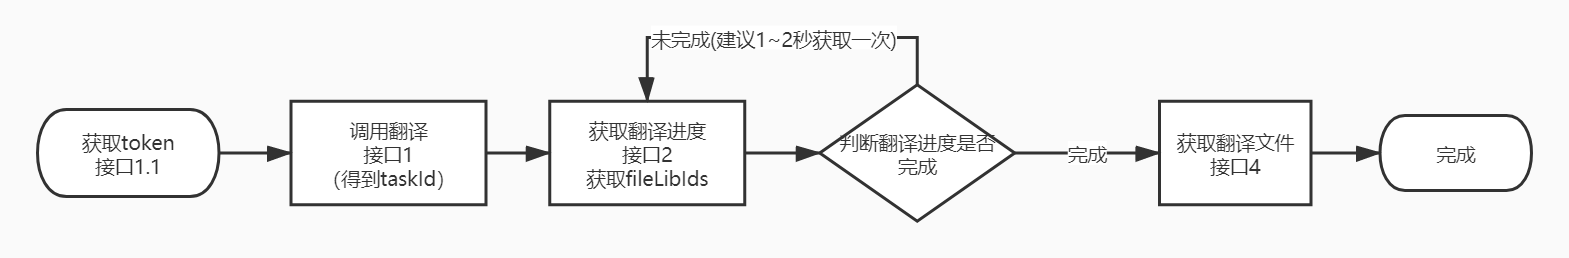 未完成(建议1~2秒获取一次)
获取token
接口1.1
调用翻译
接口1
（得到taskId）
获取翻译进度
接口2
获取fileLibIds
判断翻译进度是否
完成
完成
获取翻译文件
接口4
完成